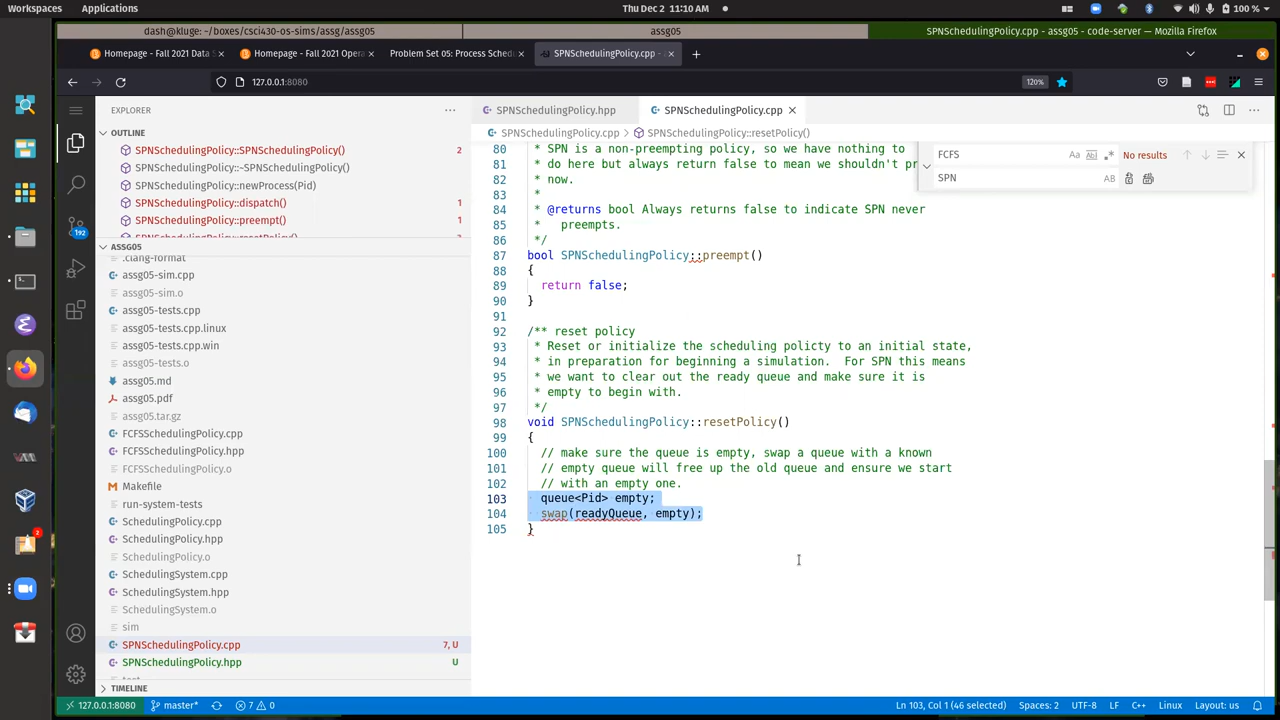 Workspaces
Applications
Thu Dec 2 11:10 AM
100 %
dash@kluge: ~/boxes/csci430-os-sims/assg/assg05
assg05
SPNSchedulingPolicy.cpp - assg05 - code-server — Mozilla Firefox
Homepage - Fall 2021 Data S
Homepage - Fall 2021 Opera
Problem Set 05: Process Schedu
SPNSchedulingPolicy.cpp - a
127.0.0.1:8080
120%
EXPLORER
SPNSchedulingPolicy.hpp
SPNSchedulingPolicy.cpp
OUTLINE
SPNSchedulingPolicy.cpp > SPNSchedulingPolicy::resetPolicy()
SPNSchedulingPolicy::SPNSchedulingPolicy() 2
SPNSchedulingPolicy::~SPNSchedulingPolicy()
SPNSchedulingPolicy::newProcess(Pid)
SPNSchedulingPolicy::dispatch() 1
SPNSchedulingPolicy::preempt() 1
SPNSchedulingPolicy::resetPolicy()
192
ASSG05
.clang-format
assg05-sim.cpp
assg05-sim.o
assg05-tests.cpp
assg05-tests.cpp.linux
assg05-tests.cpp.win
assg05-tests.o
assg05.md
assg05.pdf
assg05.tar.gz
FCFSSchedulingPolicy.cpp
FCFSSchedulingPolicy.hpp
FCFSSchedulingPolicy.o
Makefile
run-system-tests
SchedulingPolicy.cpp
SchedulingPolicy.hpp
SchedulingPolicy.o
SchedulingSystem.cpp
SchedulingSystem.hpp
SchedulingSystem.o
sim
SPNSchedulingPolicy.cpp 7, U
SPNSchedulingPolicy.hpp U
TIMELINE
FCFS
Aa
No results
SPN
AB
80 * SPN is a non-preempting policy, so we have nothing to
81 * do here but always return false to mean we shouldn't pr
82 * now.
83 *
84 * @returns bool Always returns false to indicate SPN never
85 * preempts.
86 */
87 bool SPNSchedulingPolicy::preempt()
88 {
89 return false;
90 }
91
92 /** reset policy
93 * Reset or initialize the scheduling policty to an initial state,
94 * in preparation for beginning a simulation. For SPN this means
95 * we want to clear out the ready queue and make sure it is
96 * empty to begin with.
97 */
98 void SPNSchedulingPolicy::resetPolicy()
99 {
100 // make sure the queue is empty, swap a queue with a known
101 // empty queue will free up the old queue and ensure we start
102 // with an empty one.
103 queue<Pid> empty;
104 swap(readyQueue, empty);
105 }
127.0.0.1:8080
master*
7
0
Ln 103, Col 1 (46 selected)
Spaces: 2
UTF-8
LF
C++
Linux
Layout: us